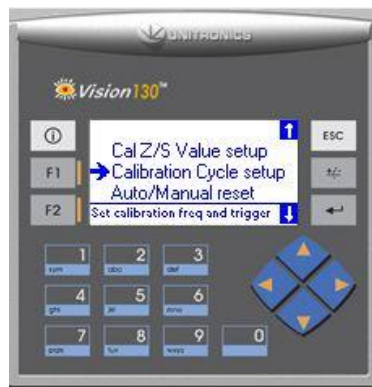 UNITRONICS
Vision130™
i
ESC
Cal Z/S Value setup
F1
Calibration Cycle setup
+/-
Auto/Manual reset
F2
Set calibration freq and trigger
1 2 3
abc def
4 5 6
ghi jkl mno
7 8 9 0
pqrs tuv wxyz